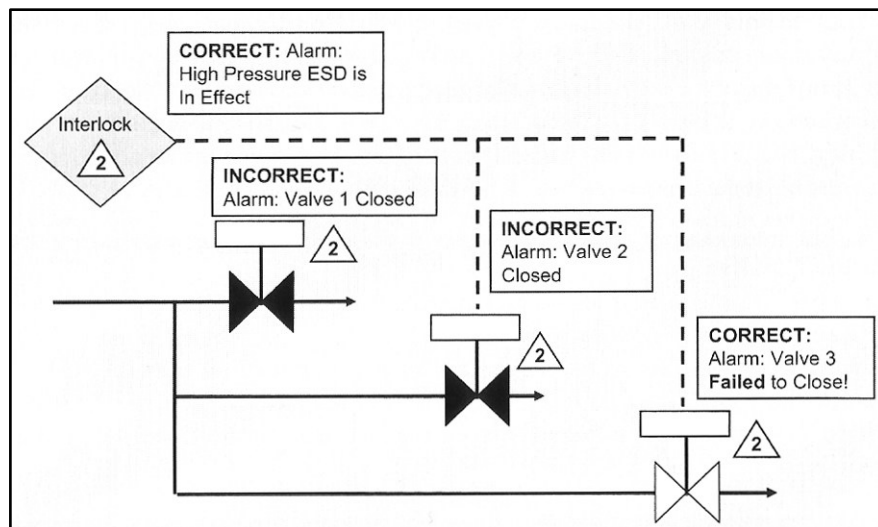 CORRECT: Alarm:
High Pressure ESD is
In Effect
Interlock
2
INCORRECT:
Alarm: Valve 1 Closed
2
INCORRECT:
Alarm: Valve 2
Closed
2
CORRECT:
Alarm: Valve 3
Failed to Close!
2